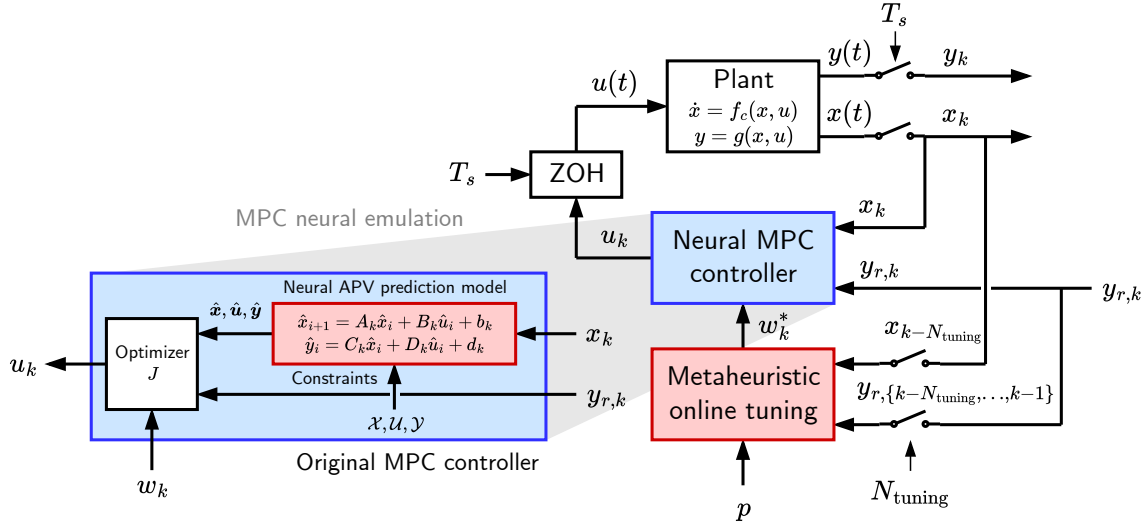 T_s
y(t)
y_k
Plant
ẋ = f_c(x, u)
y = g(x, u)
u(t)
x(t)
x_k
T_s
ZOH
MPC neural emulation
u_k
x_k
Neural MPC
controller
y_{r,k}
y_{r,k}
Neural APV prediction model
x̂, û, ŷ
x̂_{i+1} = A_k x̂_i + B_k û_i + b_k
ŷ_i = C_k x̂_i + D_k û_i + d_k
x_k
w_k^*
x_{k−N_tuning}
Optimizer
J
u_k
Constraints
y_{r,k}
𝒳, 𝒰, 𝒴
Metaheuristic
online tuning
y_{r,{k−N_tuning,…,k−1}}
Original MPC controller
w_k
p
N_tuning